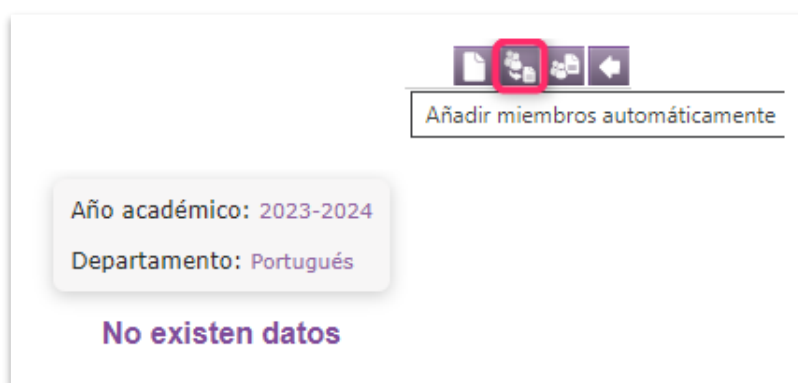 Añadir miembros automáticamente
Año académico: 2023-2024
Departamento: Portugués
No existen datos